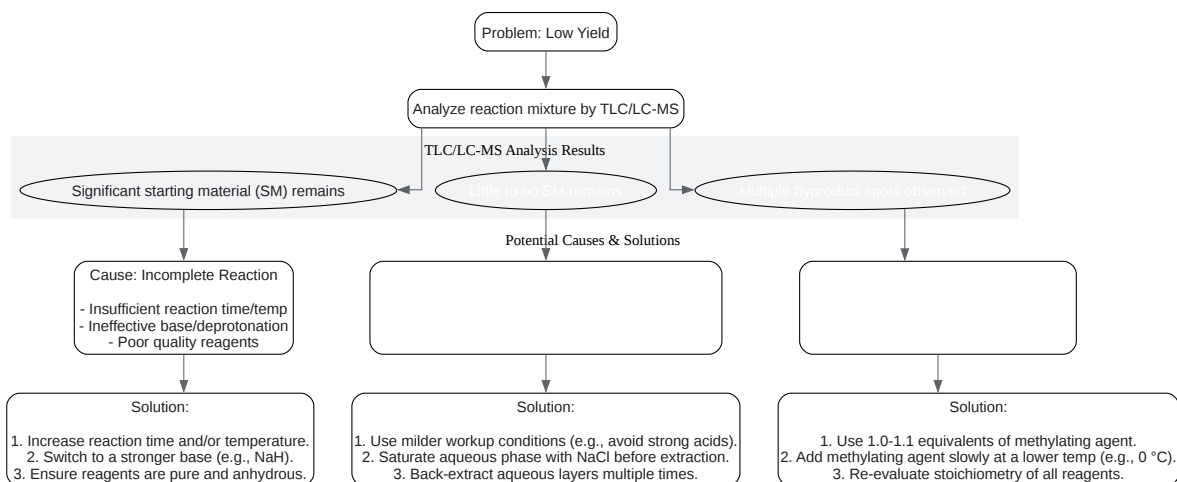 Problem: Low Yield
Analyze reaction mixture by TLC/LC-MS
TLC/LC-MS Analysis Results
Significant starting material (SM) remains
Little to no SM remains
Multiple byproduct spots observed
Potential Causes & Solutions
Cause: Incomplete Reaction
- Insufficient reaction time/temp
- Ineffective base/deprotonation
- Poor quality reagents
Solution:
1. Increase reaction time and/or temperature.
2. Switch to a stronger base (e.g., NaH).
3. Ensure reagents are pure and anhydrous.
Solution:
1. Use milder workup conditions (e.g., avoid strong acids).
2. Saturate aqueous phase with NaCl before extraction.
3. Back-extract aqueous layers multiple times.
Solution:
1. Use 1.0-1.1 equivalents of methylating agent.
2. Add methylating agent slowly at a lower temp (e.g., 0 °C).
3. Re-evaluate stoichiometry of all reagents.